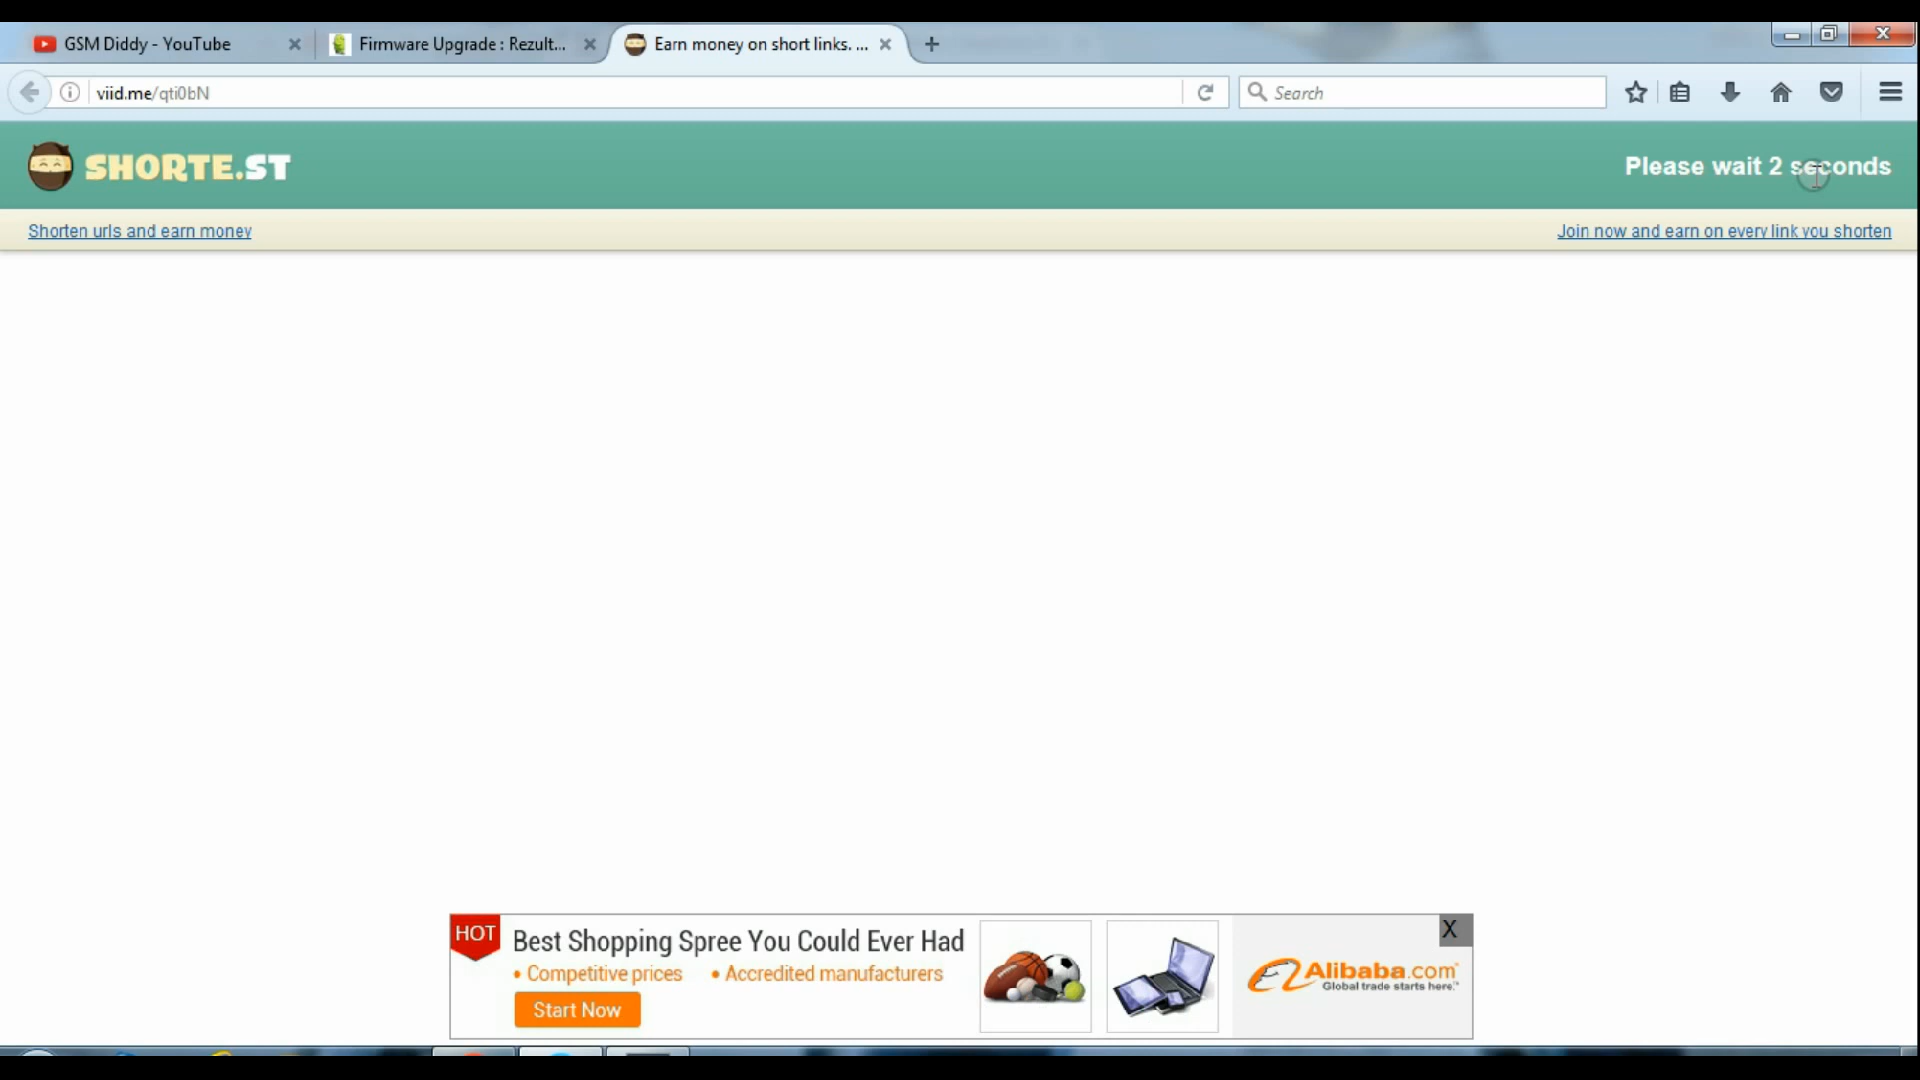 GSM Diddy - YouTube
Firmware Upgrade : Rezult...
Earn money on short links. ...
viid.me/qti0bN
Search
SHORTE.ST
Please wait 2 seconds
Shorten urls and earn money
Join now and earn on every link you shorten
HOT
Best Shopping Spree You Could Ever Had
• Competitive prices • Accredited manufacturers
Start Now
X
Alibaba.com
Global trade starts here.™